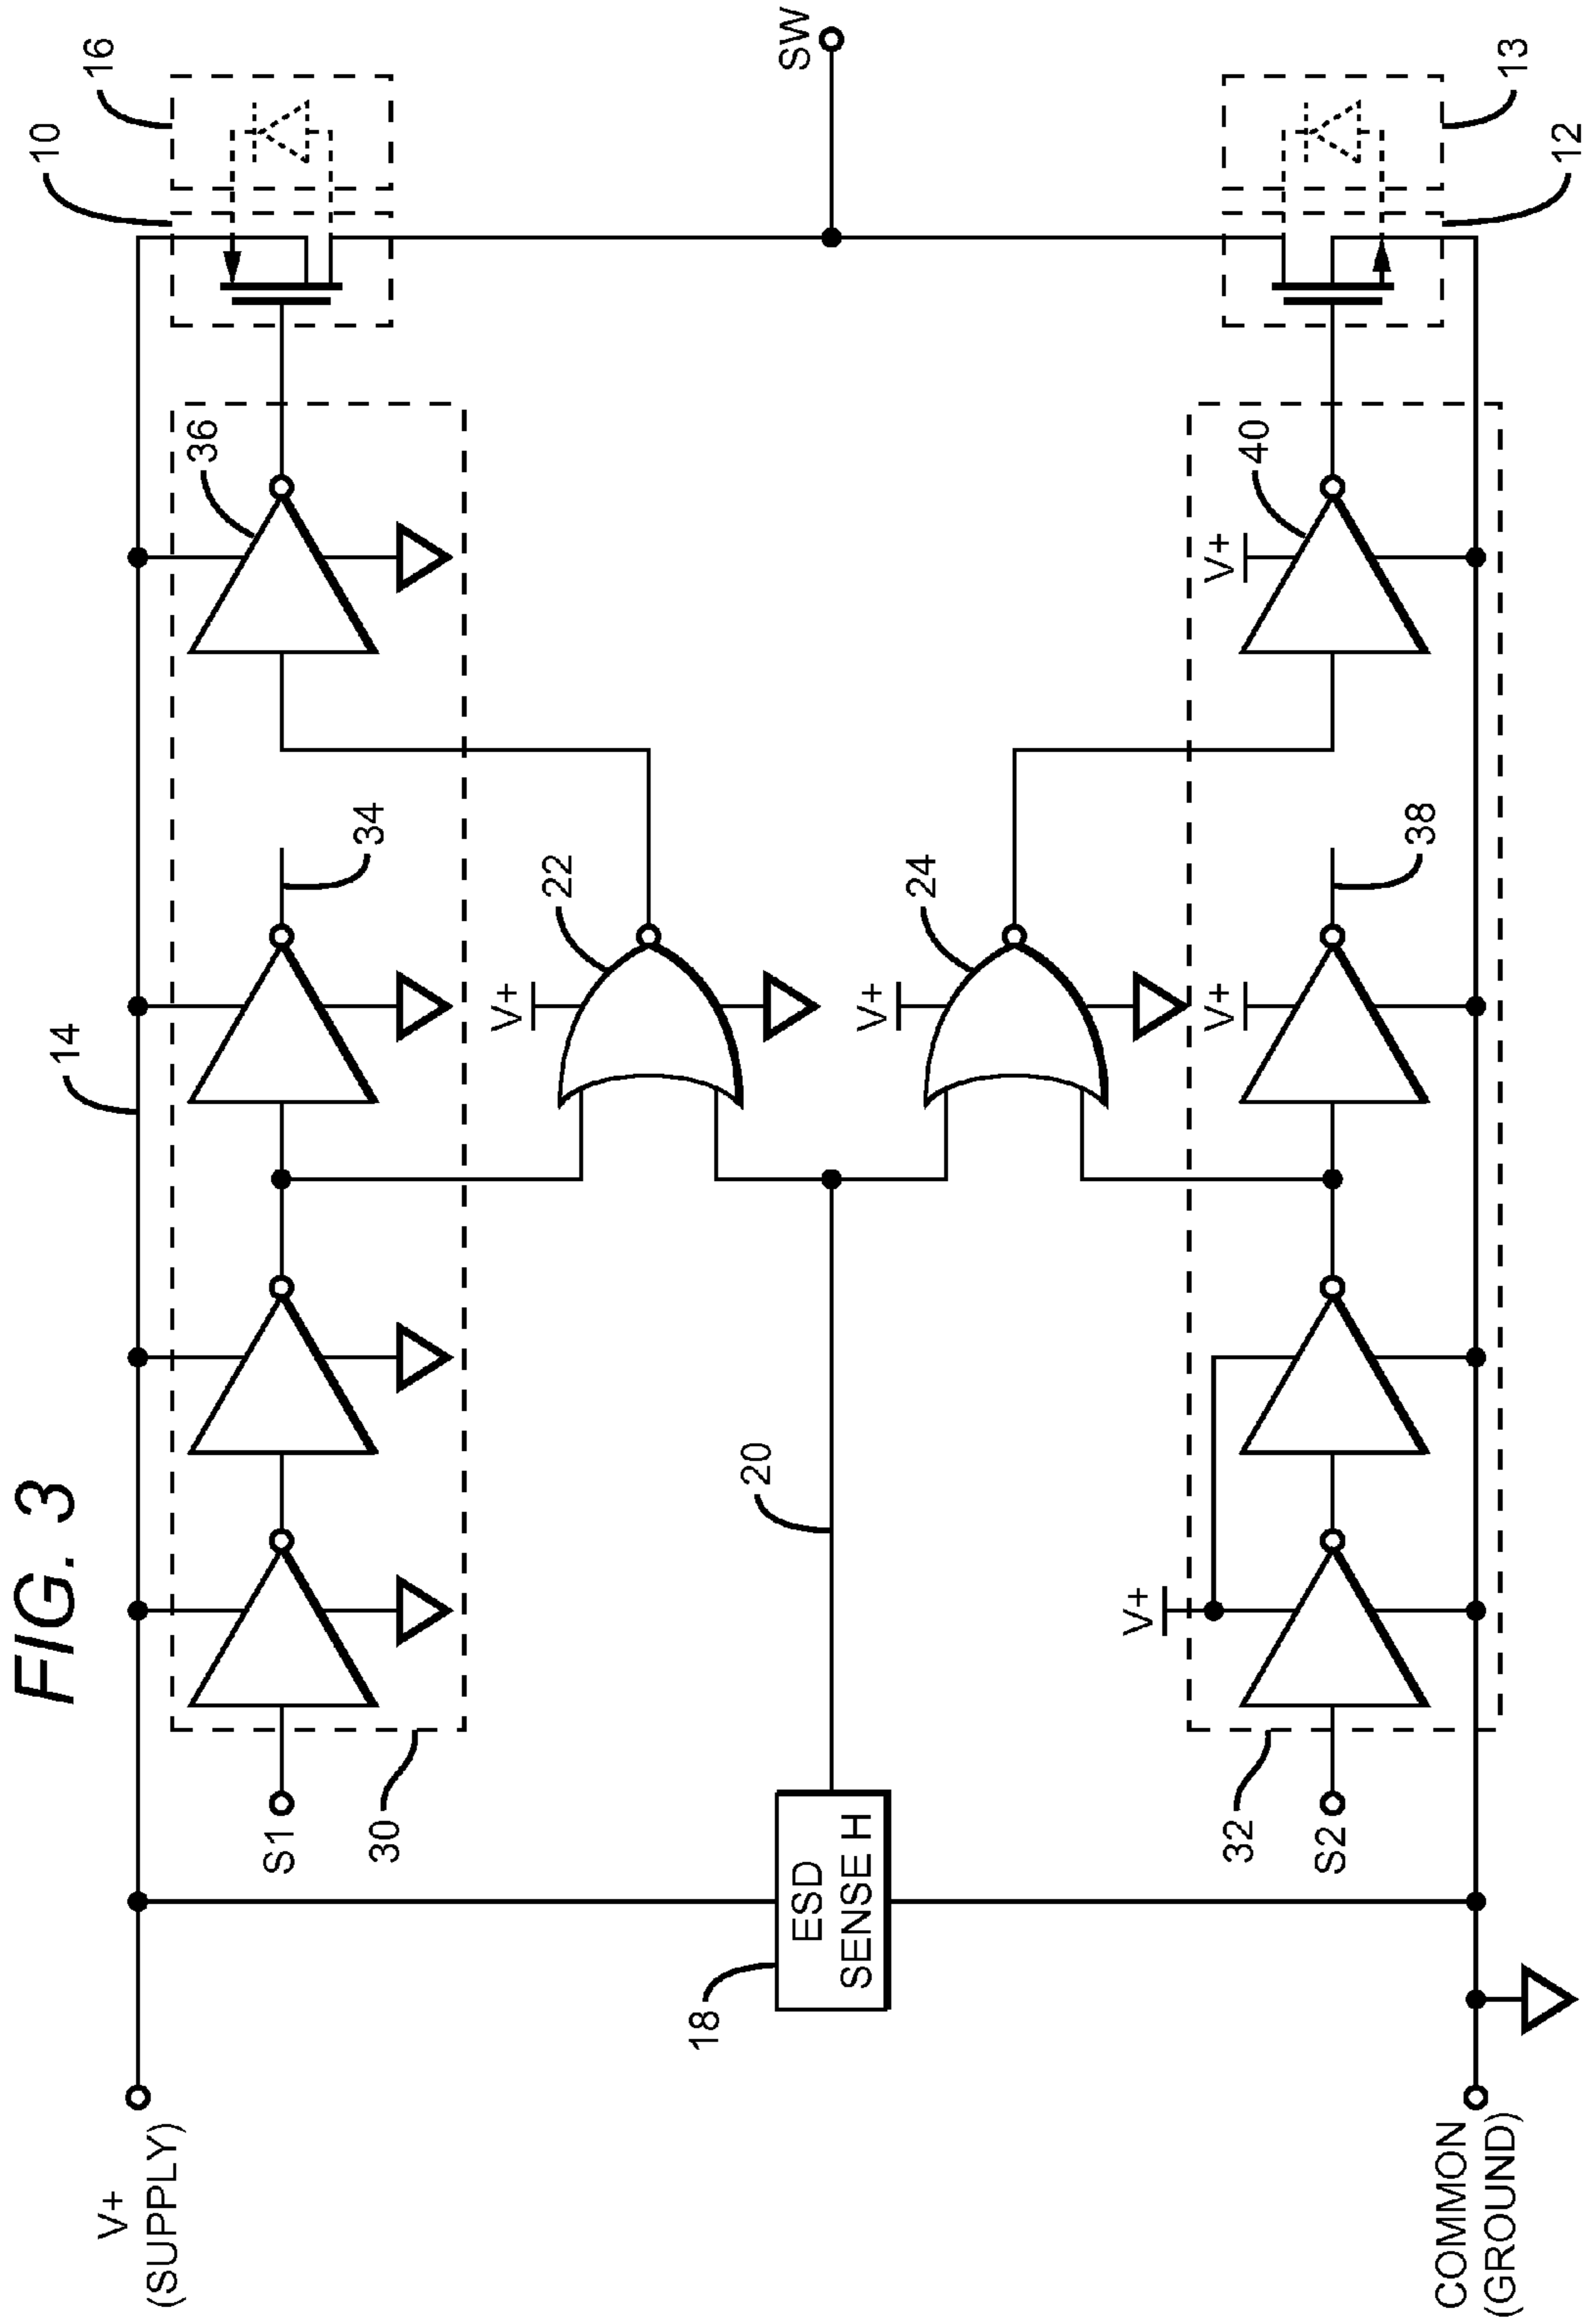 FIG. 3
V+
(SUPPLY)
14
S1
30
34
36
10
16
18
ESD
SENSE H
20
V+
22
V+
24
SW
V+
S2
32
V+
38
V+
40
12
13
COMMON
(GROUND)